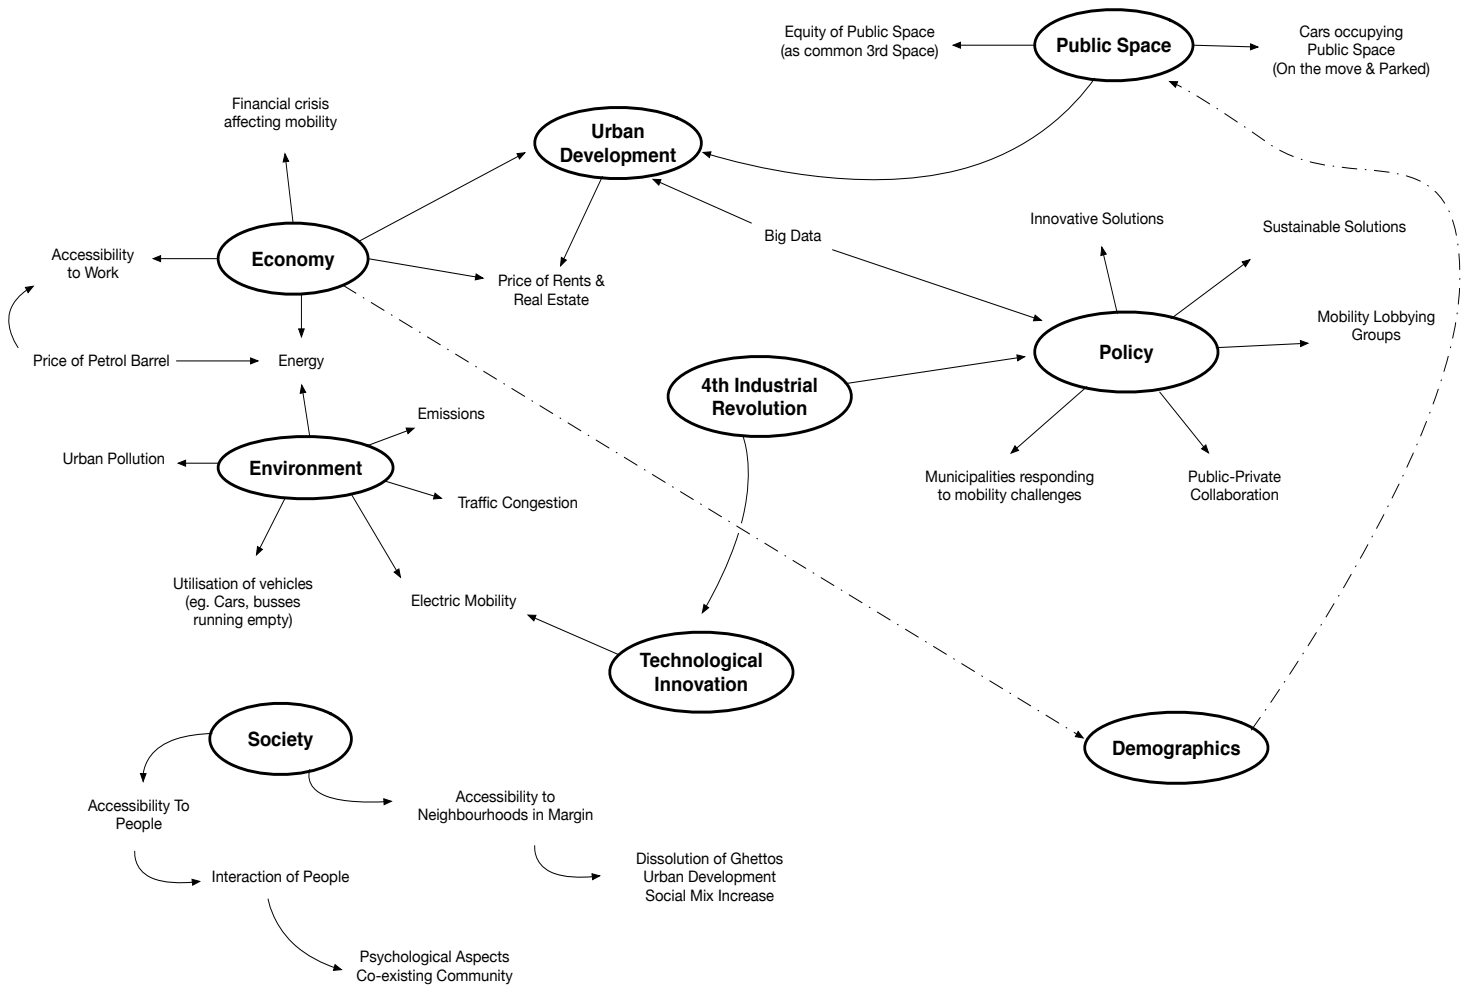 Equity of Public Space
(as common 3rd Space)
Public Space
Cars occupying
Public Space
(On the move & Parked)
Financial crisis
affecting mobility
Urban
Development
Economy
Accessibility
to Work
Price of Rents &
Real Estate
Big Data
Innovative Solutions
Sustainable Solutions
Mobility Lobbying
Groups
Policy
Price of Petrol Barrel
Energy
4th Industrial
Revolution
Emissions
Urban Pollution
Environment
Traffic Congestion
Municipalities responding
to mobility challenges
Public-Private
Collaboration
Utilisation of vehicles
(eg. Cars, busses
running empty)
Electric Mobility
Technological
Innovation
Society
Demographics
Accessibility To
People
Accessibility to
Neighbourhoods in Margin
Interaction of People
Dissolution of Ghettos
Urban Development
Social Mix Increase
Psychological Aspects
Co-existing Community